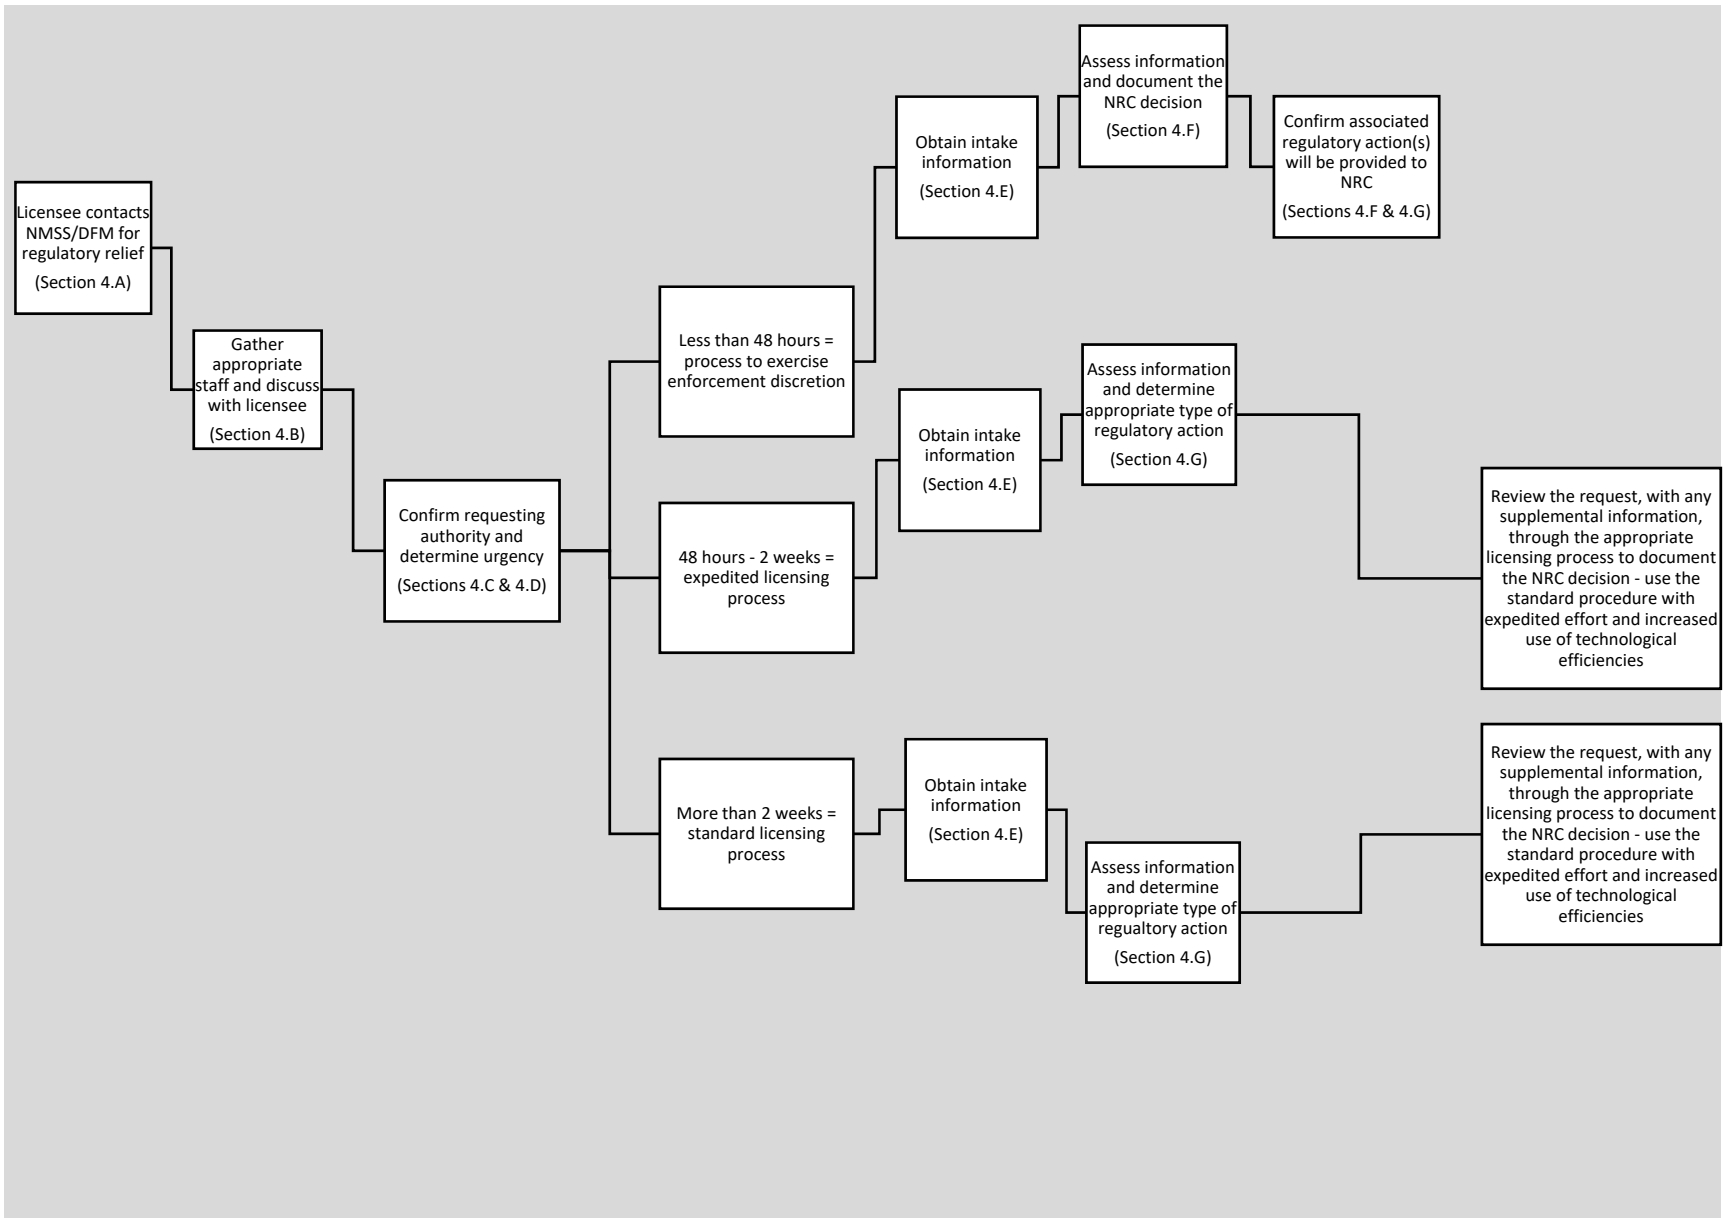 Licensee contacts
NMSS/DFM for
regulatory relief
(Section 4.A)
Gather
appropriate
staff and discuss
with licensee
(Section 4.B)
Confirm requesting
authority and
determine urgency
(Sections 4.C & 4.D)
Less than 48 hours =
process to exercise
enforcement discretion
Obtain intake
information
(Section 4.E)
Assess information
and document the
NRC decision
(Section 4.F)
Confirm associated
regulatory action(s)
will be provided to
NRC
(Sections 4.F & 4.G)
48 hours - 2 weeks =
expedited licensing
process
Obtain intake
information
(Section 4.E)
Assess information
and determine
appropriate type of
regulatory action
(Section 4.G)
Review the request, with any
supplemental information,
through the appropriate
licensing process to document
the NRC decision - use the
standard procedure with
expedited effort and increased
use of technological
efficiencies
More than 2 weeks =
standard licensing
process
Obtain intake
information
(Section 4.E)
Assess information
and determine
appropriate type of
regualtory action
(Section 4.G)
Review the request, with any
supplemental information,
through the appropriate
licensing process to document
the NRC decision - use the
standard procedure with
expedited effort and increased
use of technological
efficiencies